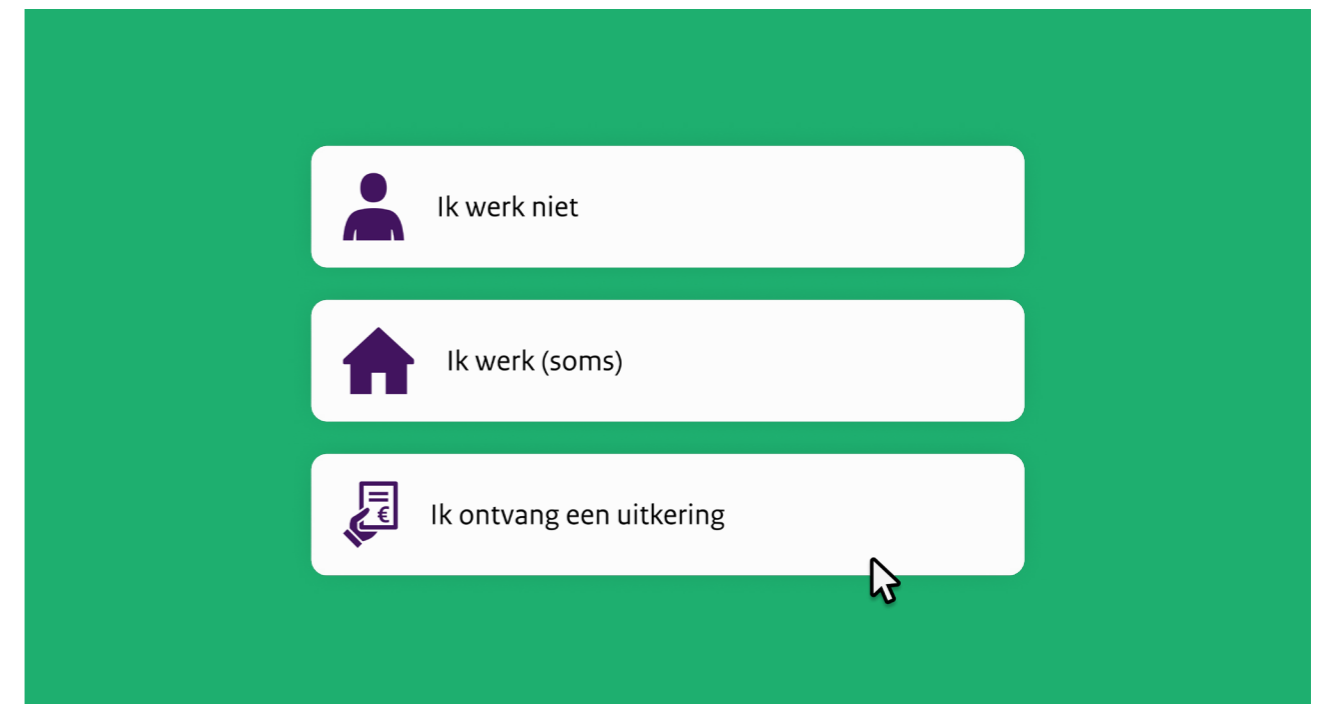 Ik werk niet
Ik werk (soms)
€
Ik ontvang een uitkering